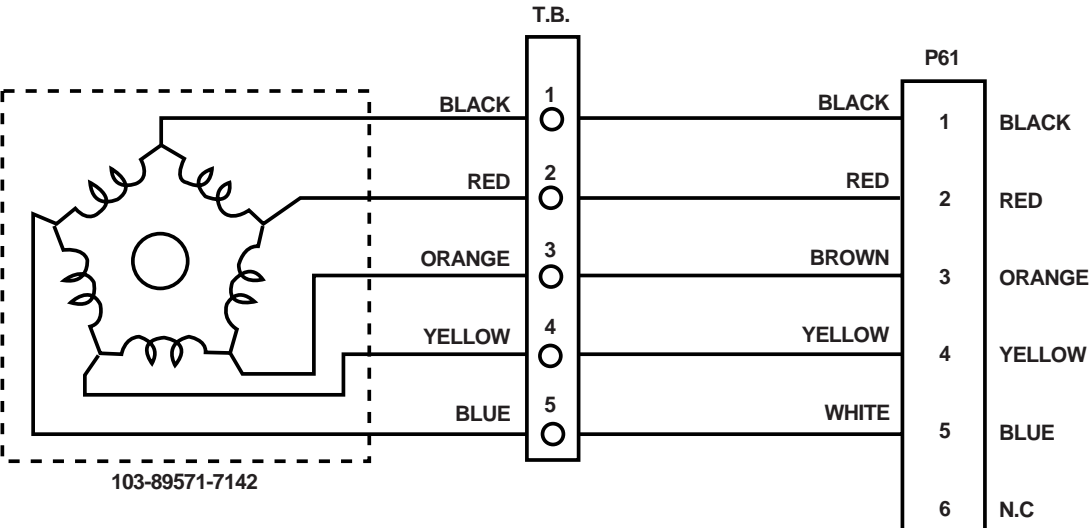 T.B.
P61
BLACK 1 BLACK 1 BLACK
RED 2 RED 2 RED
ORANGE 3 BROWN 3 ORANGE
YELLOW 4 YELLOW 4 YELLOW
BLUE 5 WHITE 5 BLUE
103-89571-7142
6 N.C